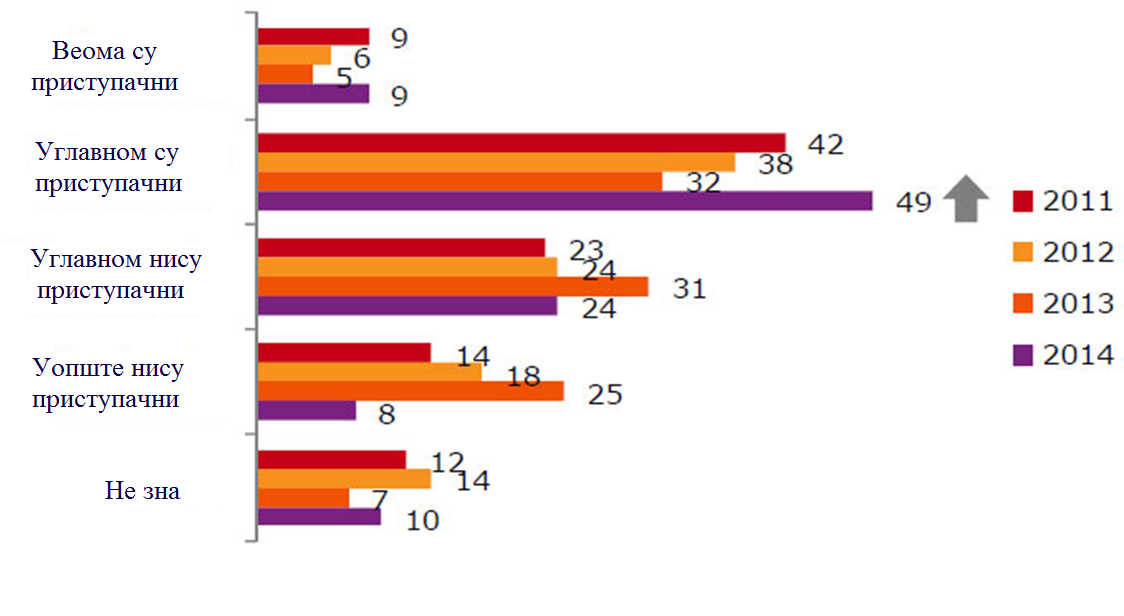 Веома су
приступачни
9
6
5
9
Углавном су
приступачни
42
38
32
49
Углавном нису
приступачни
23
24
31
24
Уопште нису
приступачни
14
18
25
8
Не зна
12
14
7
10
2011
2012
2013
2014